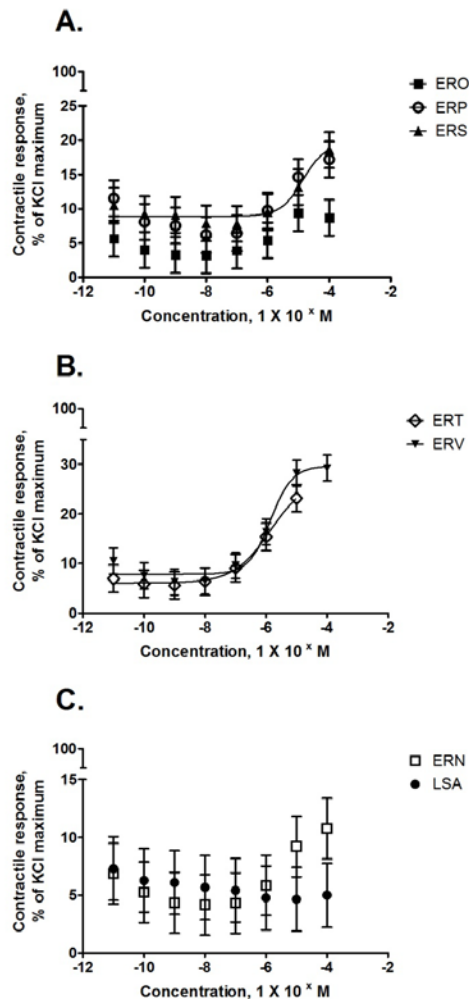 A.
Contractile response,
% of KCl maximum
100
25
20
15
10
5
0
-12 -10 -8 -6 -4 -2
Concentration, 1 X 10 x M
ERO
ERP
ERS
B.
Contractile response,
% of KCl maximum
100
30
20
10
0
-12 -10 -8 -6 -4 -2
Concentration, 1 X 10 x M
ERT
ERV
C.
Contractile response,
% of KCl maximum
100
15
10
5
0
-12 -10 -8 -6 -4 -2
Concentration, 1 X 10 x M
ERN
LSA